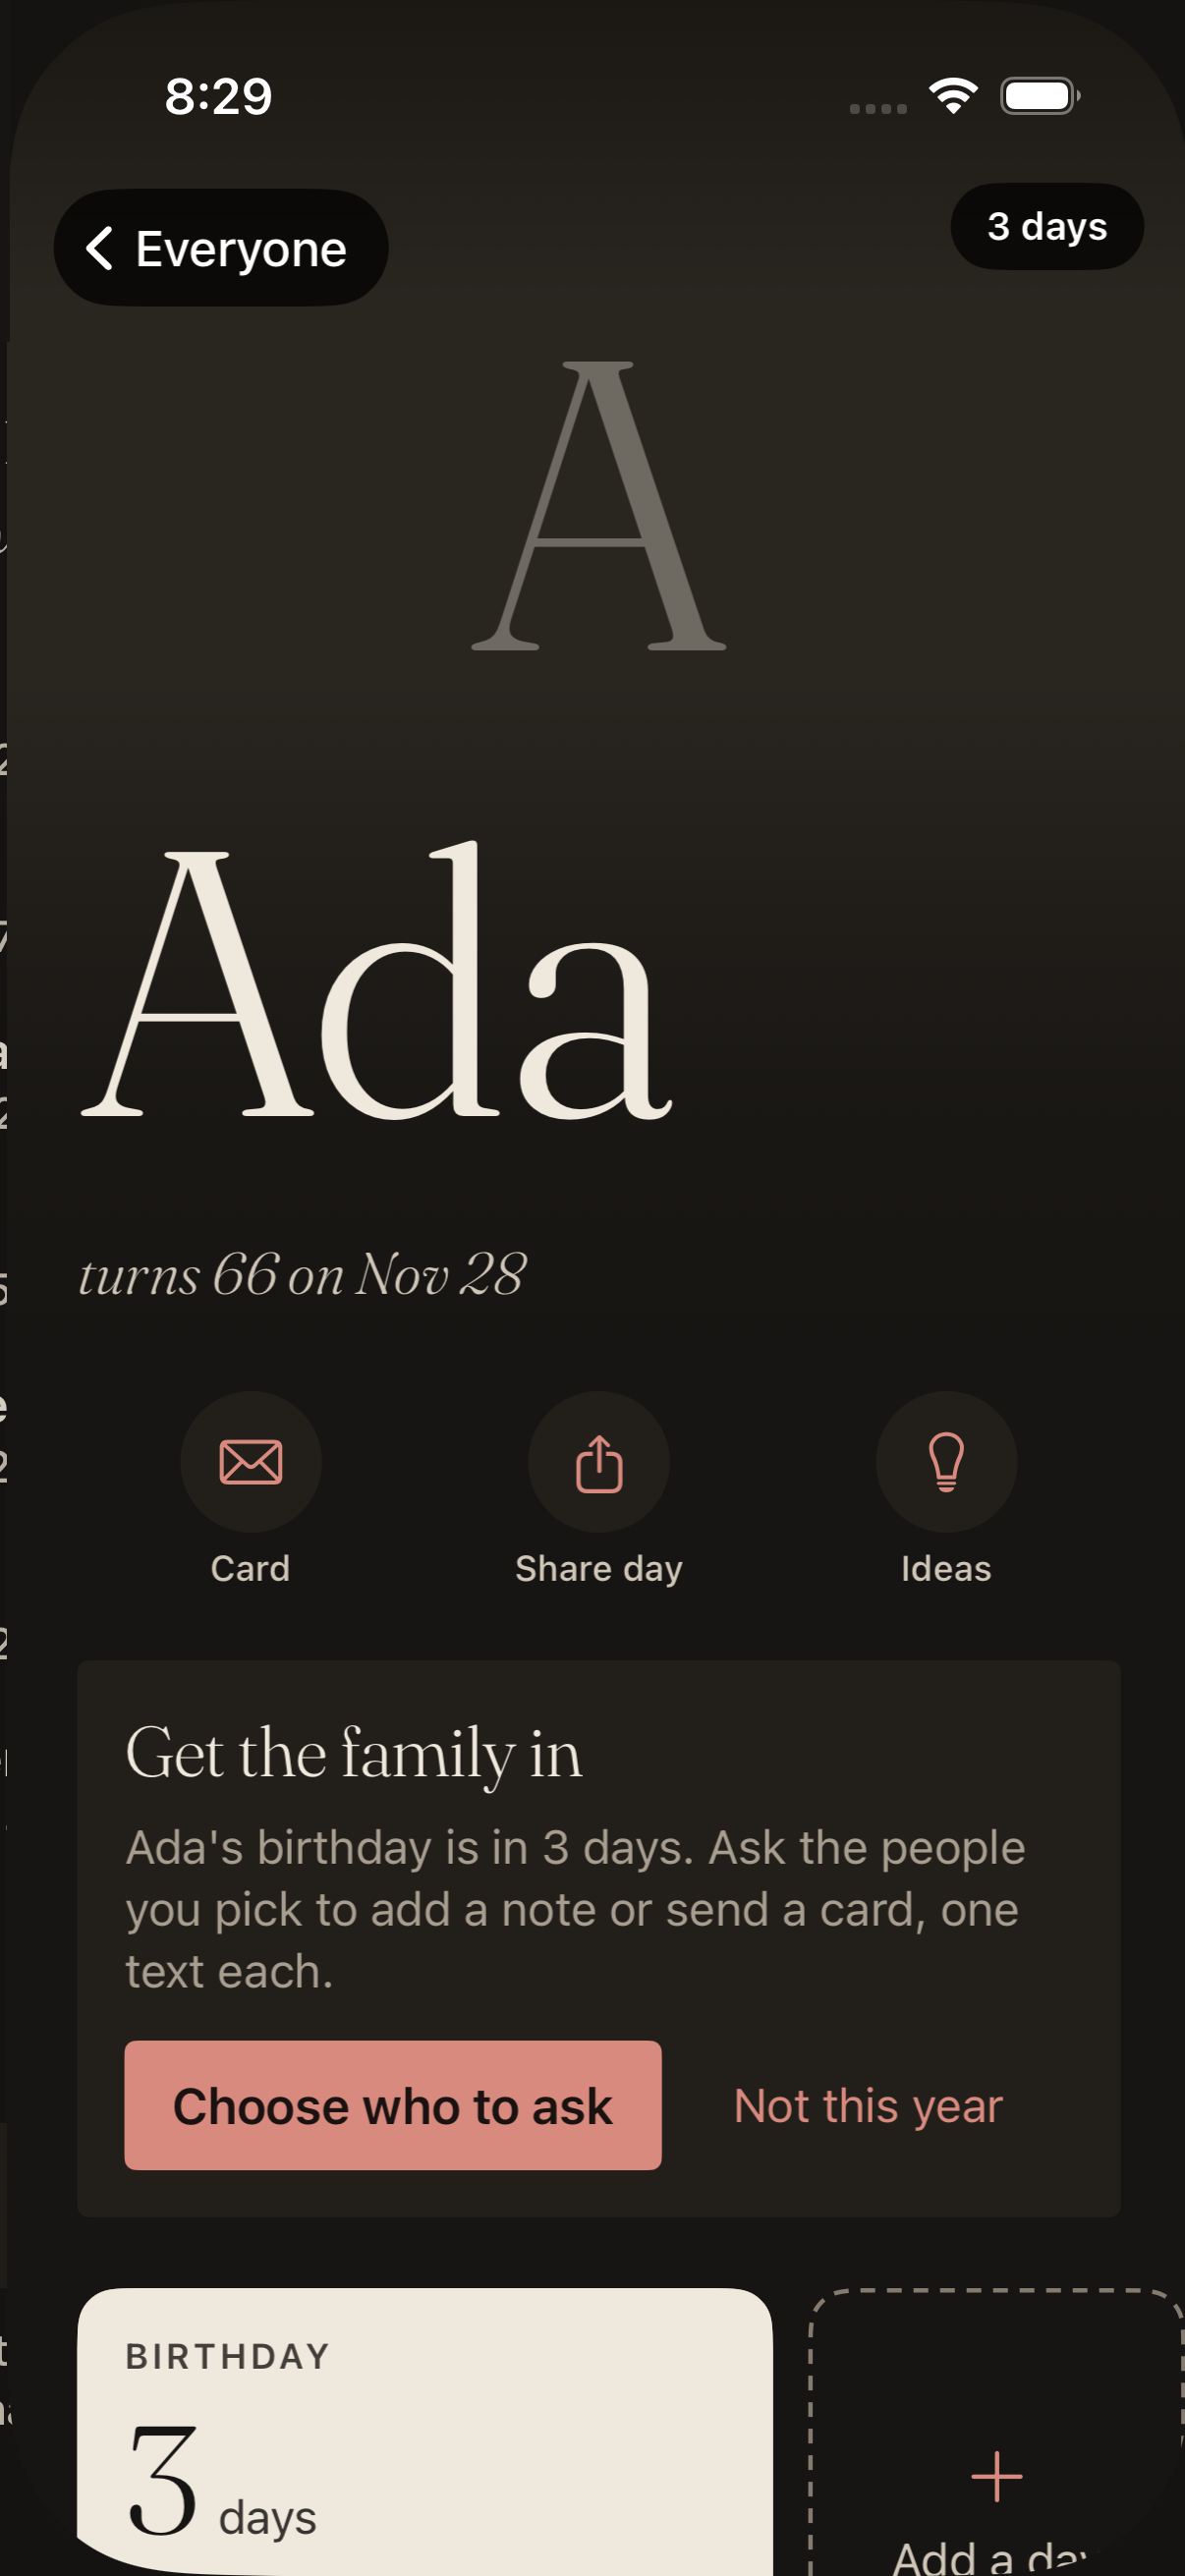 8:29
Everyone
3 days
A
Ada
turns 66 on Nov 28
Card
Share day
Ideas
Get the family in
Ada's birthday is in 3 days. Ask the people
you pick to add a note or send a card, one
text each.
Choose who to ask
Not this year
BIRTHDAY
3 days
Add a day